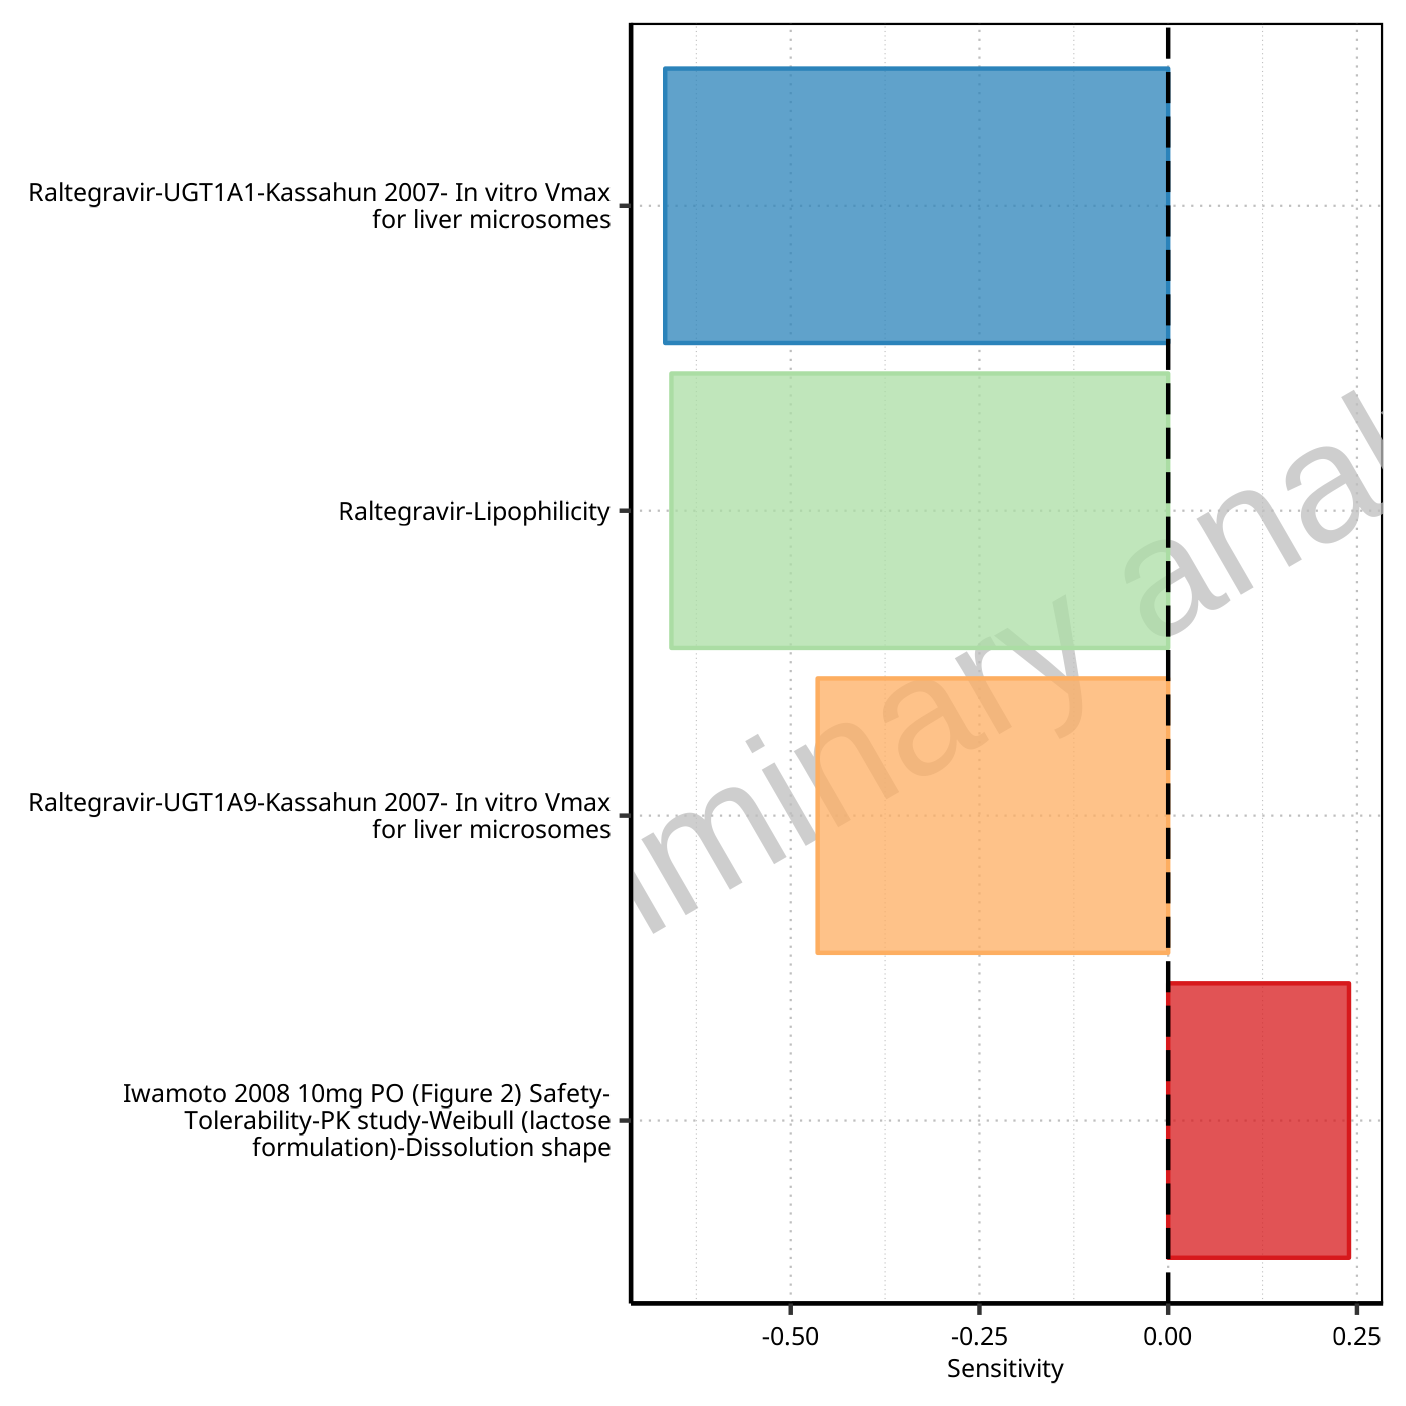 Raltegravir-UGT1A1-Kassahun 2007- In vitro Vmax
for liver microsomes
Raltegravir-Lipophilicity
Raltegravir-UGT1A9-Kassahun 2007- In vitro Vmax
for liver microsomes
Iwamoto 2008 10mg PO (Figure 2) Safety-
Tolerability-PK study-Weibull (lactose
formulation)-Dissolution shape
minary anal
-0.50 -0.25 0.00 0.25
Sensitivity